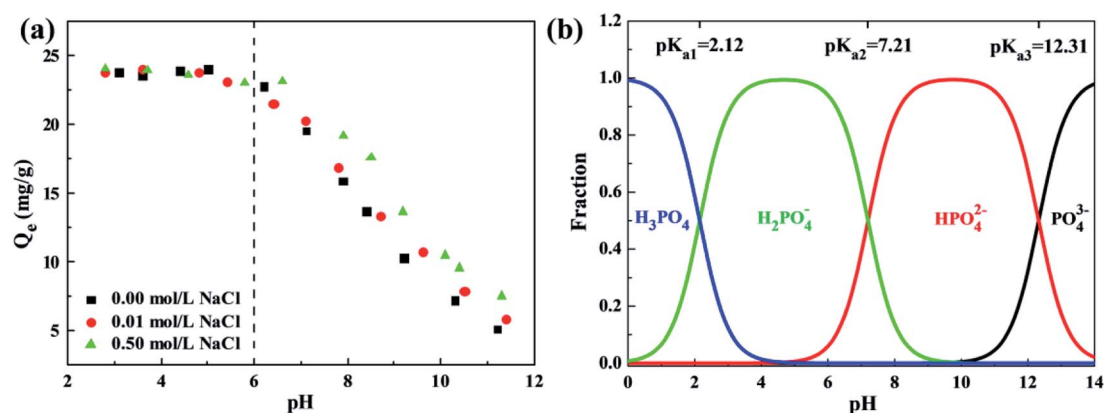 (a)
25
20
15
10
5
Qe (mg/g)
0.00 mol/L NaCl
0.01 mol/L NaCl
0.50 mol/L NaCl
2 4 6 8 10 12
pH
(b)
pKa1=2.12 pKa2=7.21 pKa3=12.31
1.2
1.0
0.8
0.6
0.4
0.2
0.0
Fraction
H3PO4 H2PO4- HPO42- PO43-
0 2 4 6 8 10 12 14
pH